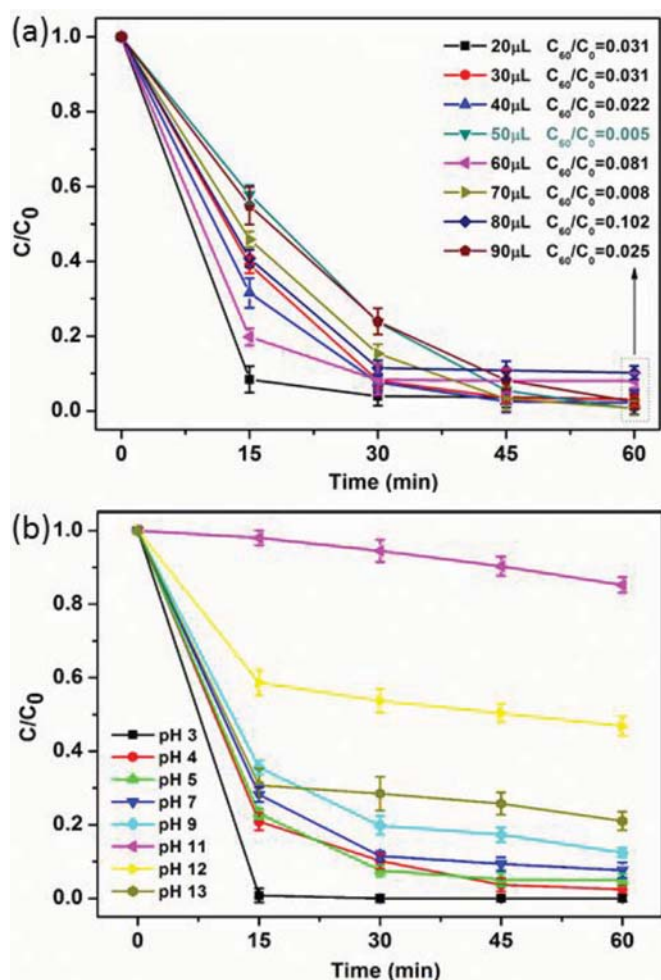 (a)
1.0
0.8
0.6
0.4
0.2
0.0
C/C0
20μL C60/C0=0.031
30μL C60/C0=0.031
40μL C60/C0=0.022
50μL C60/C0=0.005
60μL C60/C0=0.081
70μL C60/C0=0.008
80μL C60/C0=0.102
90μL C60/C0=0.025
0 15 30 45 60
Time (min)
(b)
1.0
0.8
0.6
0.4
0.2
0.0
C/C0
pH 3
pH 4
pH 5
pH 7
pH 9
pH 11
pH 12
pH 13
0 15 30 45 60
Time (min)